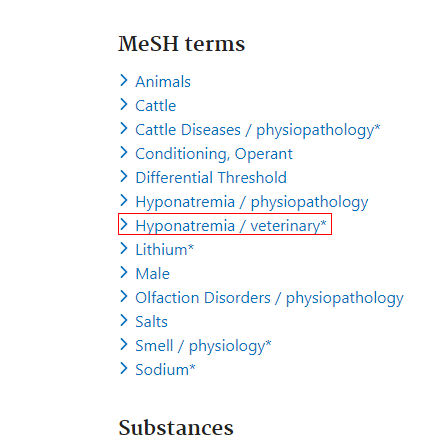 MeSH terms
Animals
Cattle
Cattle Diseases / physiopathology*
Conditioning, Operant
Differential Threshold
Hyponatremia / physiopathology
Hyponatremia / veterinary*
Lithium*
Male
Olfaction Disorders / physiopathology
Salts
Smell / physiology*
Sodium*
Substances